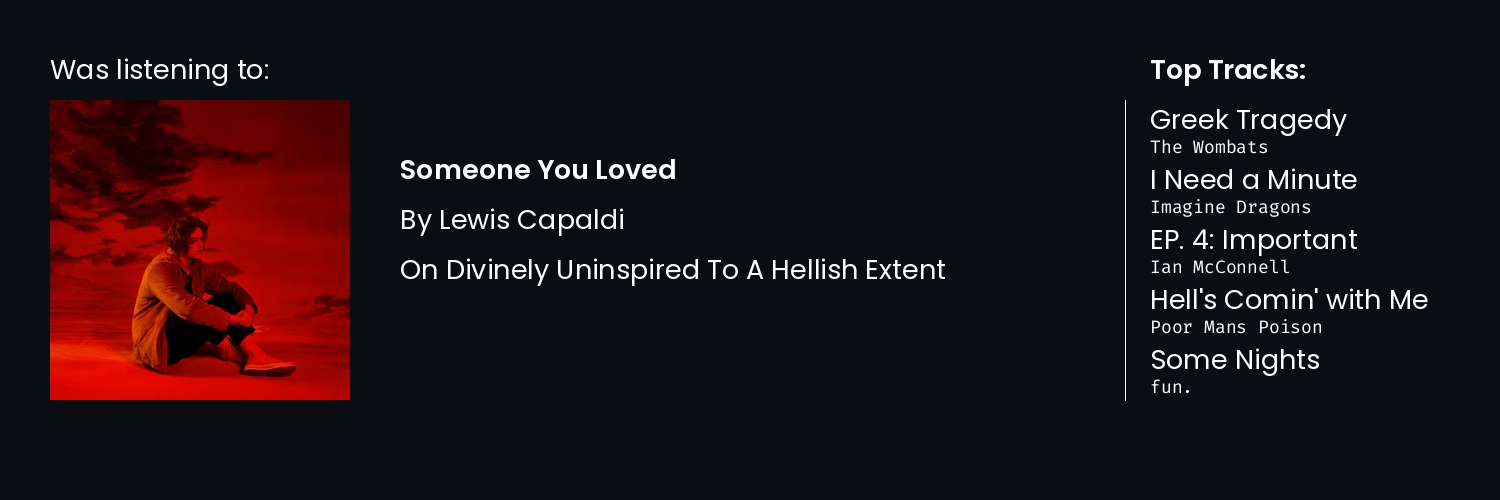 Was listening to:
Someone You Loved
By Lewis Capaldi
On Divinely Uninspired To A Hellish Extent
Top Tracks:
Greek Tragedy
The Wombats
I Need a Minute
Imagine Dragons
EP. 4: Important
Ian McConnell
Hell's Comin' with Me
Poor Mans Poison
Some Nights
fun.